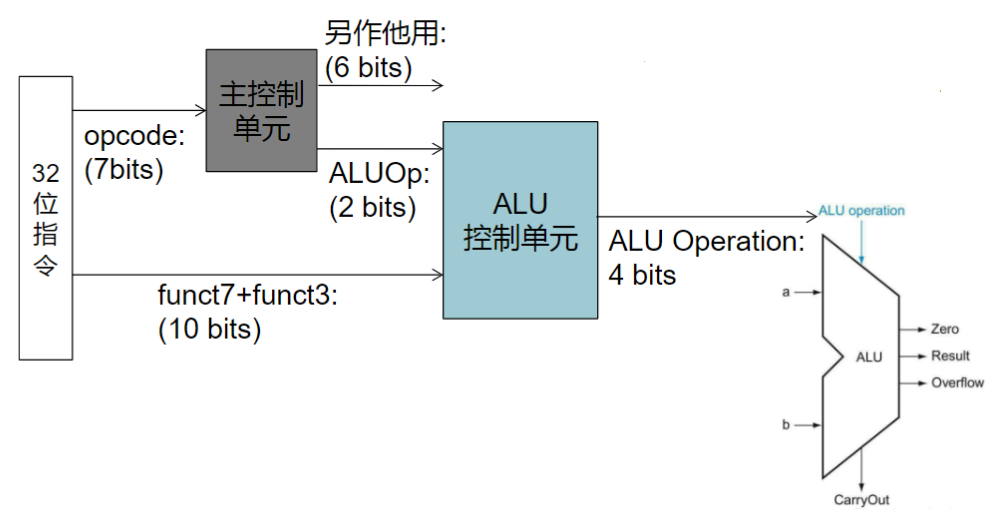 另作他用:
(6 bits)
主控制
单元
opcode:
(7bits)
32
位
指
令
ALUOp:
(2 bits)
ALU
控制单元
ALU operation
ALU Operation:
4 bits
funct7+funct3:
(10 bits)
a
Zero
ALU
Result
Overflow
b
CarryOut